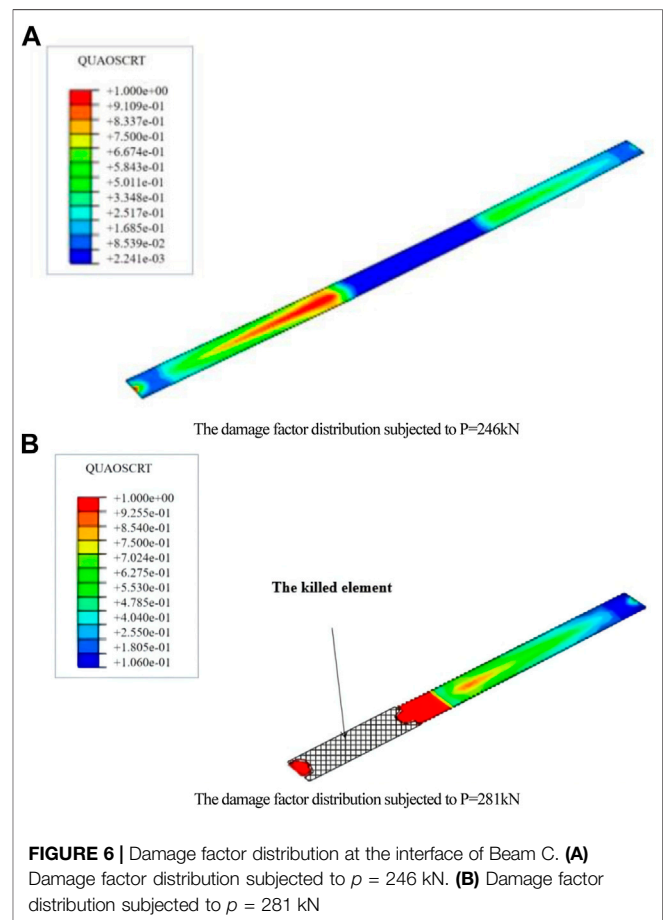 A
QUAOSCRT
+1.000e+00
+9.109e-01
+8.337e-01
+7.500e-01
+6.674e-01
+5.843e-01
+5.011e-01
+3.348e-01
+2.517e-01
+1.685e-01
+8.539e-02
+2.241e-03
The damage factor distribution subjected to P=246kN
B
QUAOSCRT
+1.000e+00
+9.255e-01
+8.540e-01
+7.500e-01
+7.024e-01
+6.275e-01
+5.530e-01
+4.785e-01
+4.040e-01
+2.550e-01
+1.805e-01
+1.060e-01
The killed element
The damage factor distribution subjected to P=281kN
FIGURE 6 | Damage factor distribution at the interface of Beam C. (A)
Damage factor distribution subjected to p = 246 kN. (B) Damage factor
distribution subjected to p = 281 kN